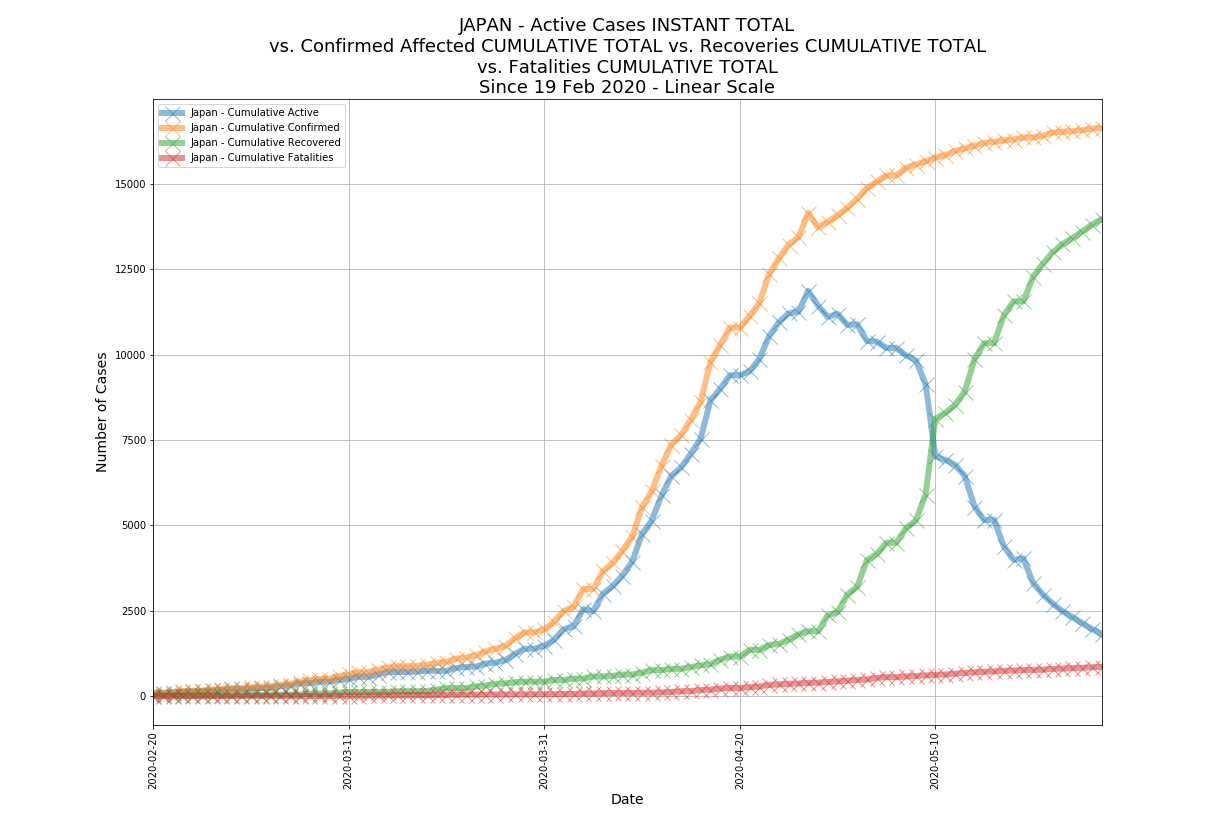 JAPAN - Active Cases INSTANT TOTAL
vs. Confirmed Affected CUMULATIVE TOTAL vs. Recoveries CUMULATIVE TOTAL
vs. Fatalities CUMULATIVE TOTAL
Since 19 Feb 2020 - Linear Scale
Japan - Cumulative Active
Japan - Cumulative Confirmed
Japan - Cumulative Recovered
Japan - Cumulative Fatalities
Number of Cases
15000
12500
10000
7500
5000
2500
0
2020-02-20
2020-03-11
2020-03-31
2020-04-20
2020-05-10
Date